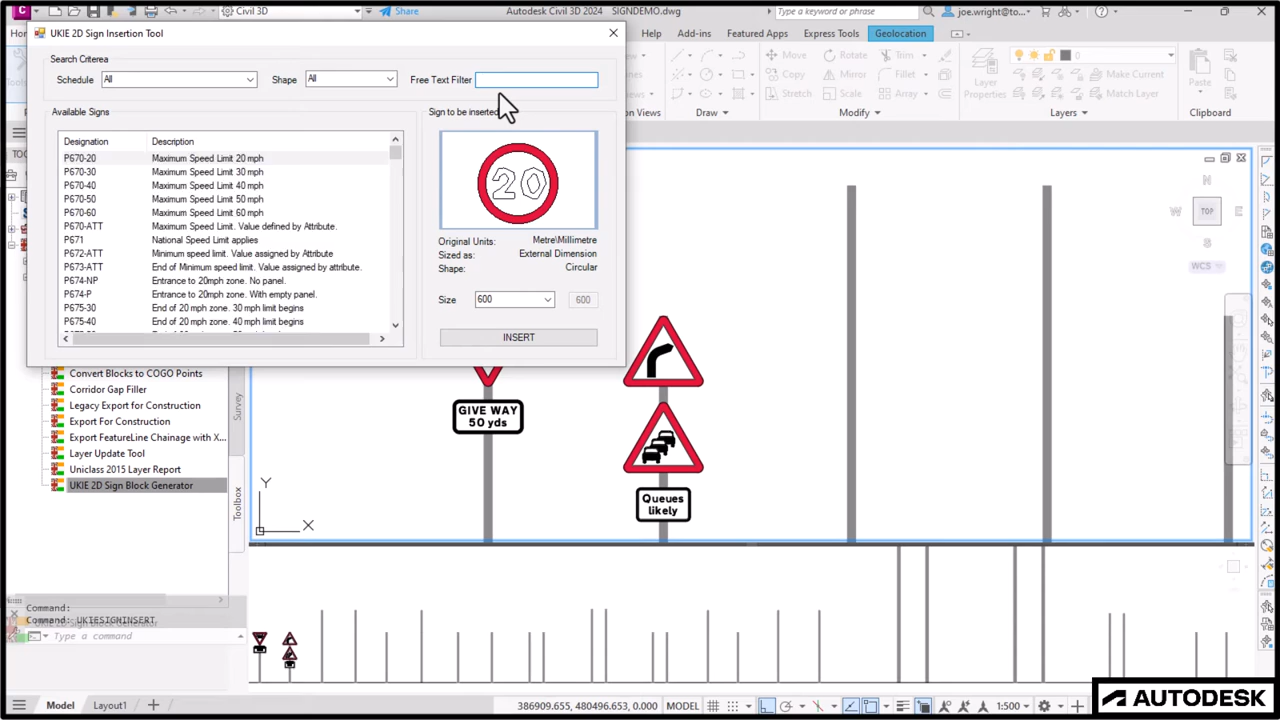 C
Civil 3D
Share
Autodesk Civil 3D 2024 SIGNDEMO.dwg
Type a keyword or phrase
joe.wright@to...
UKIE 2D Sign Insertion Tool
Help
Add-ins
Featured Apps
Express Tools
Geolocation
Search Criterea
Schedule All
Shape All
Free Text Filter
Move
Rotate
Trim
Copy
Mirror
Stretch
Scale
Array
Layer Properties
0
Make Current
Match Layer
Paste
Draw
Modify
Layers
Clipboard
Available Signs
Sign to be inserted
Designation Description
P670-20 Maximum Speed Limit 20 mph
P670-30 Maximum Speed Limit 30 mph
P670-40 Maximum Speed Limit 40 mph
P670-50 Maximum Speed Limit 50 mph
P670-60 Maximum Speed Limit 60 mph
P670-ATT Maximum Speed Limit. Value defined by Attribute.
P671 National Speed Limit applies
P672-ATT Minimum speed limit. Value assigned by attribute
P673-ATT End of Minimum speed limit. Value assigned by attribute.
P674-NP Entrance to 20mph zone. No panel.
P674-P Entrance to 20mph zone. With empty panel.
P675-30 End of 20 mph zone. 30 mph limit begins
P675-40 End of 20 mph zone. 40 mph limit begins
20
Original Units: Metre\Millimetre
Sized as: External Dimension
Shape: Circular
Size 600 600
INSERT
N
W TOP E
S
WCS
Convert Blocks to COGO Points
Corridor Gap Filler
Legacy Export for Construction
Export For Construction
Export FeatureLine Chainage with X...
Layer Update Tool
Uniclass 2015 Layer Report
UKIE 2D Sign Block Generator
Survey
Toolbox
GIVE WAY
50 yds
Queues
likely
Y
X
Command:
Command: UKIESIGNINSERT
Type a command
Model
Layout1
386909.655, 480496.653, 0.000 MODEL
1:500
AUTODESK